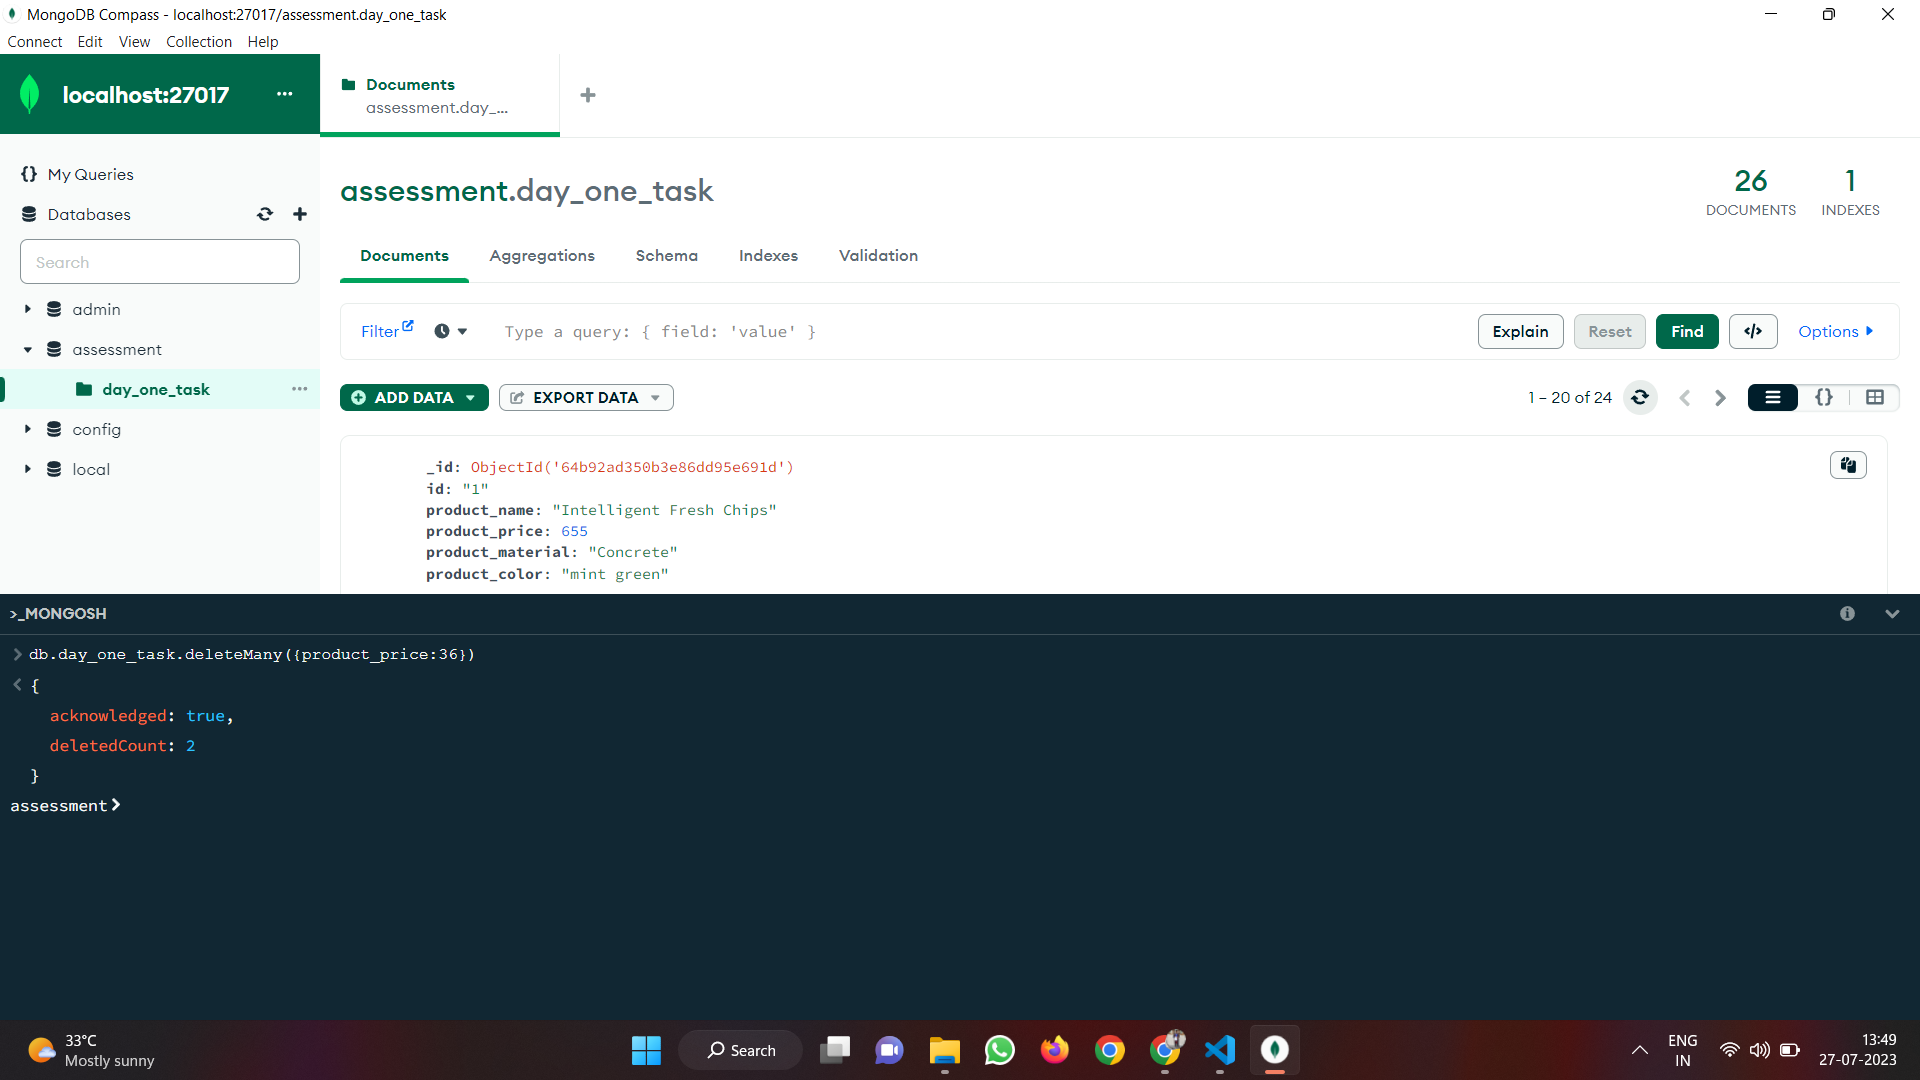 MongoDB Compass - localhost:27017/assessment.day_one_task
Connect Edit View Collection Help
localhost:27017 ...
Documents
assessment.day_...
My Queries
Databases
Search
admin
assessment
day_one_task
config
local
assessment.day_one_task
26
DOCUMENTS
1
INDEXES
Documents Aggregations Schema Indexes Validation
Filter Type a query: { field: 'value' } Explain Reset Find </> Options
ADD DATA EXPORT DATA 1 – 20 of 24 {}
_id: ObjectId('64b92ad350b3e86dd95e691d')
id: "1"
product_name: "Intelligent Fresh Chips"
product_price: 655
product_material: "Concrete"
product_color: "mint green"
>_MONGOSH
> db.day_one_task.deleteMany({product_price:36})
< {
acknowledged: true,
deletedCount: 2
}
assessment>
33°C
Mostly sunny
Search
ENG
IN
13:49
27-07-2023